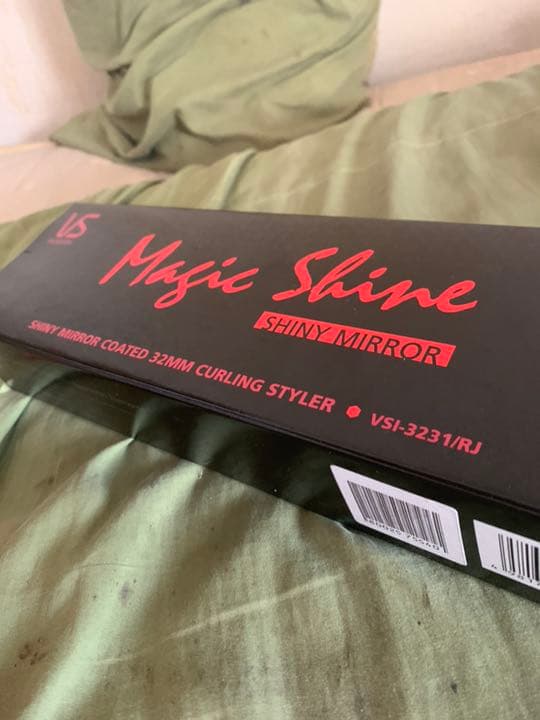 VS
Magic Shine
SHINY MIRROR
SHINY MIRROR COATED 32MM CURLING STYLER • VSI-3231/RJ